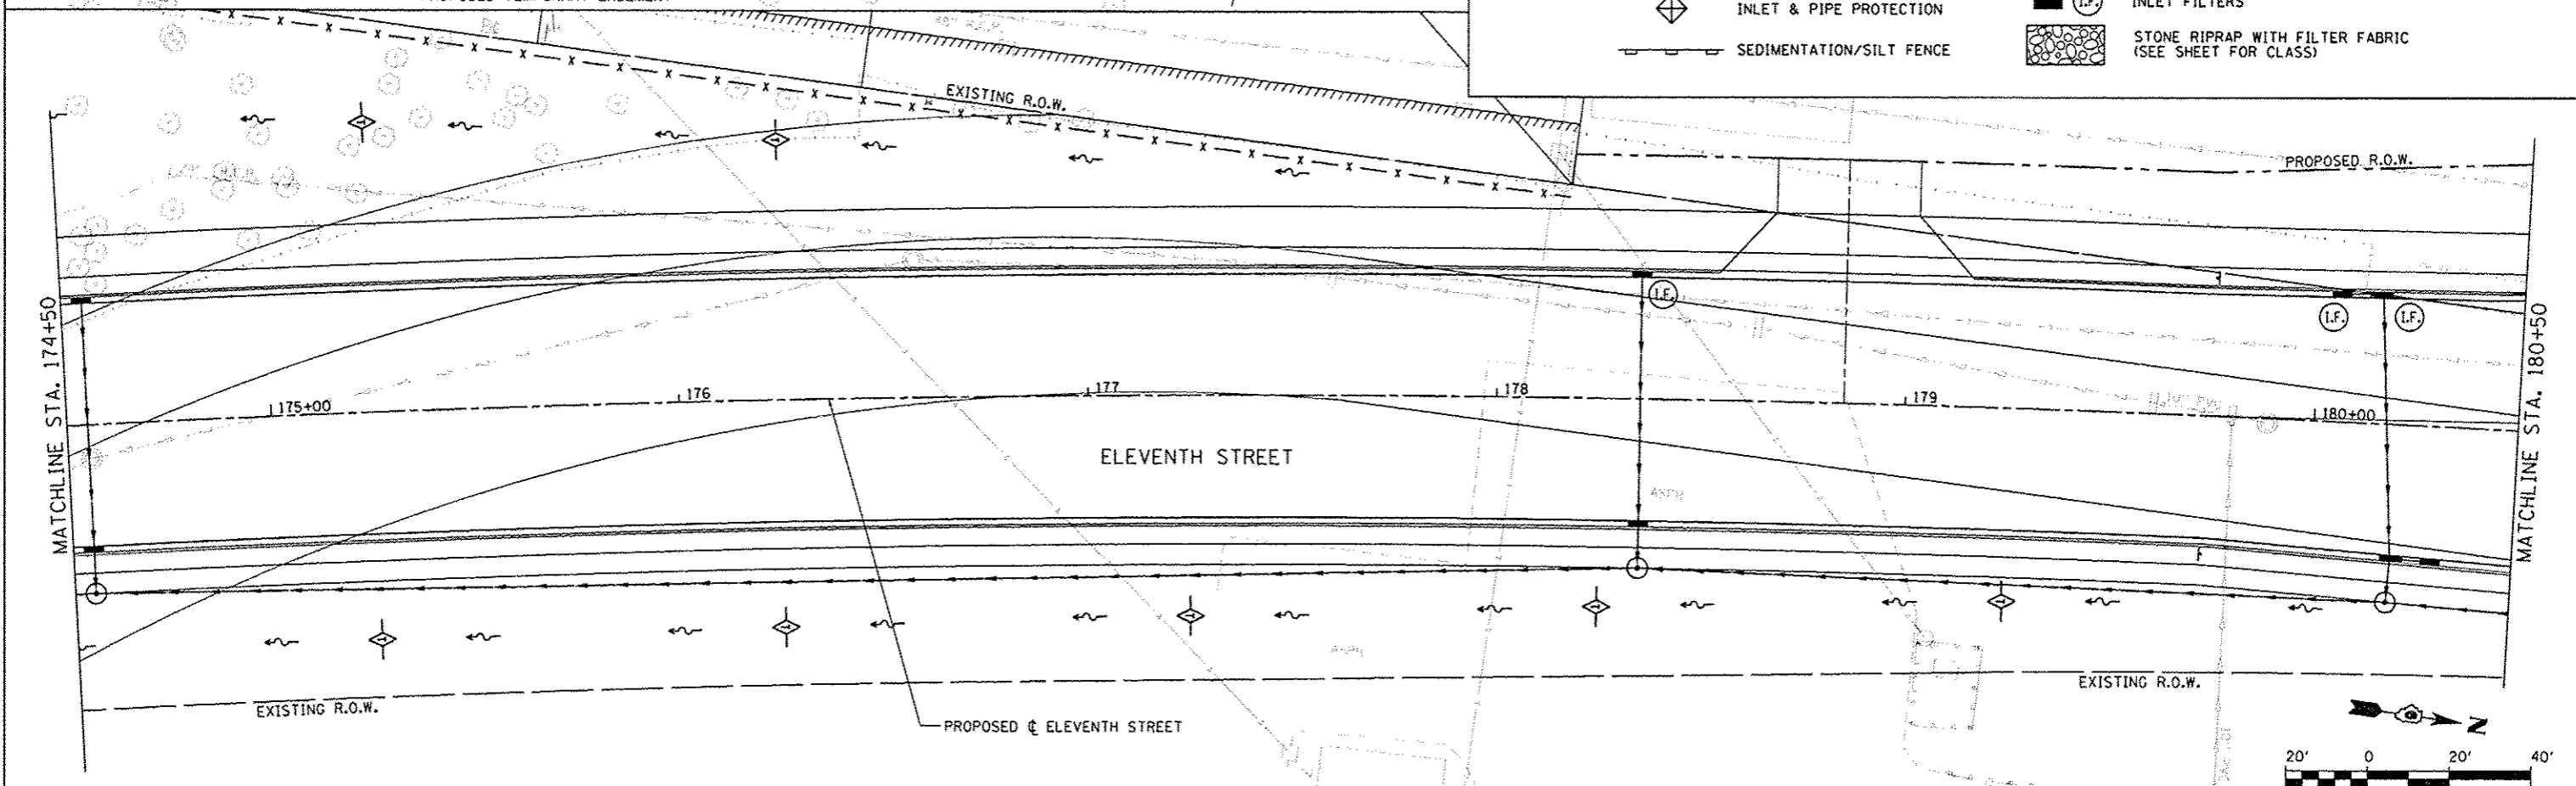 INLET & PIPE PROTECTION
I.F.
INLET FILTERS
SEDIMENTATION/SILT FENCE
STONE RIPRAP WITH FILTER FABRIC
(SEE SHEET FOR CLASS)
EXISTING R.O.W.
PROPOSED R.O.W.
I.F.
I.F.
I.F.
MATCHLINE STA. 174+50
MATCHLINE STA. 180+50
175+00
176
177
178
179
180+00
ELEVENTH STREET
ASPH
ASPH
EXISTING R.O.W.
EXISTING R.O.W.
PROPOSED ℄ ELEVENTH STREET
N
20' 0 20' 40'